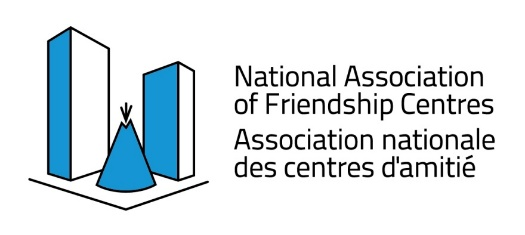 National Association
of Friendship Centres
Association nationale
des centres d'amitié